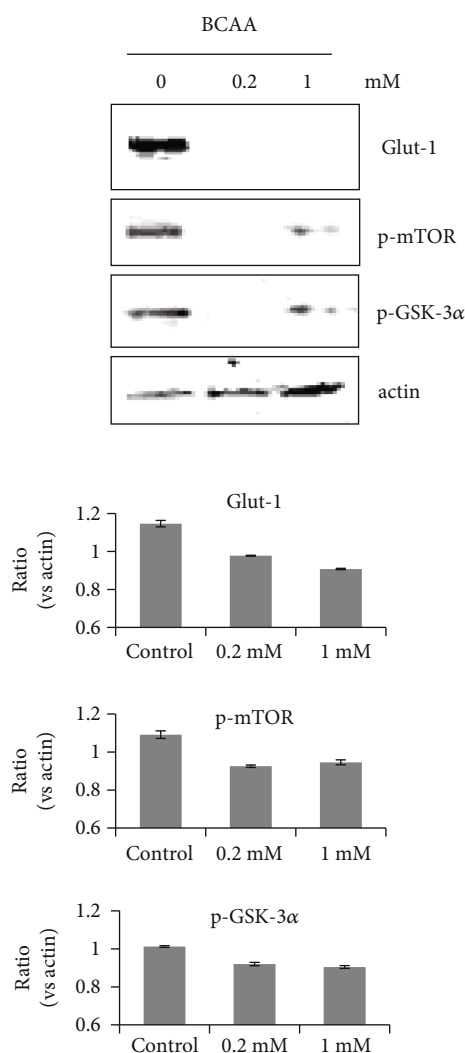 BCAA
0 0.2 1 mM
Glut-1
p-mTOR
p-GSK-3α
actin
Glut-1
Ratio
(vs actin)
1.2
1
0.8
0.6
Control 0.2 mM 1 mM
p-mTOR
Ratio
(vs actin)
1.2
1
0.8
0.6
Control 0.2 mM 1 mM
p-GSK-3α
Ratio
(vs actin)
1.2
1
0.8
0.6
Control 0.2 mM 1 mM